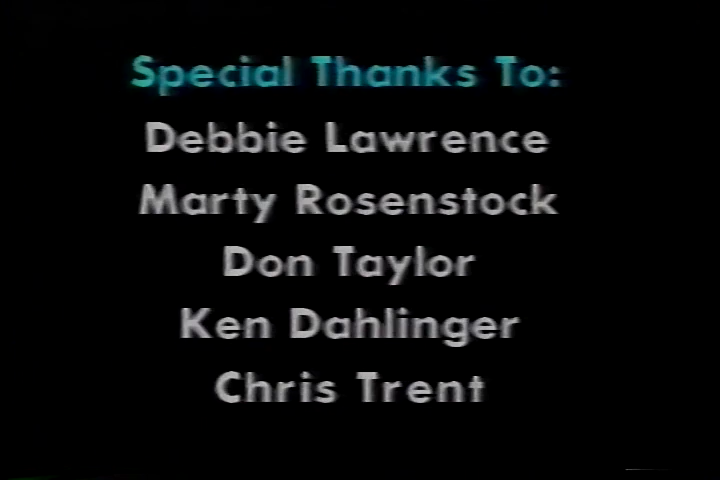 Special Thanks To:
Debbie Lawrence
Marty Rosenstock
Don Taylor
Ken Dahlinger
Chris Trent